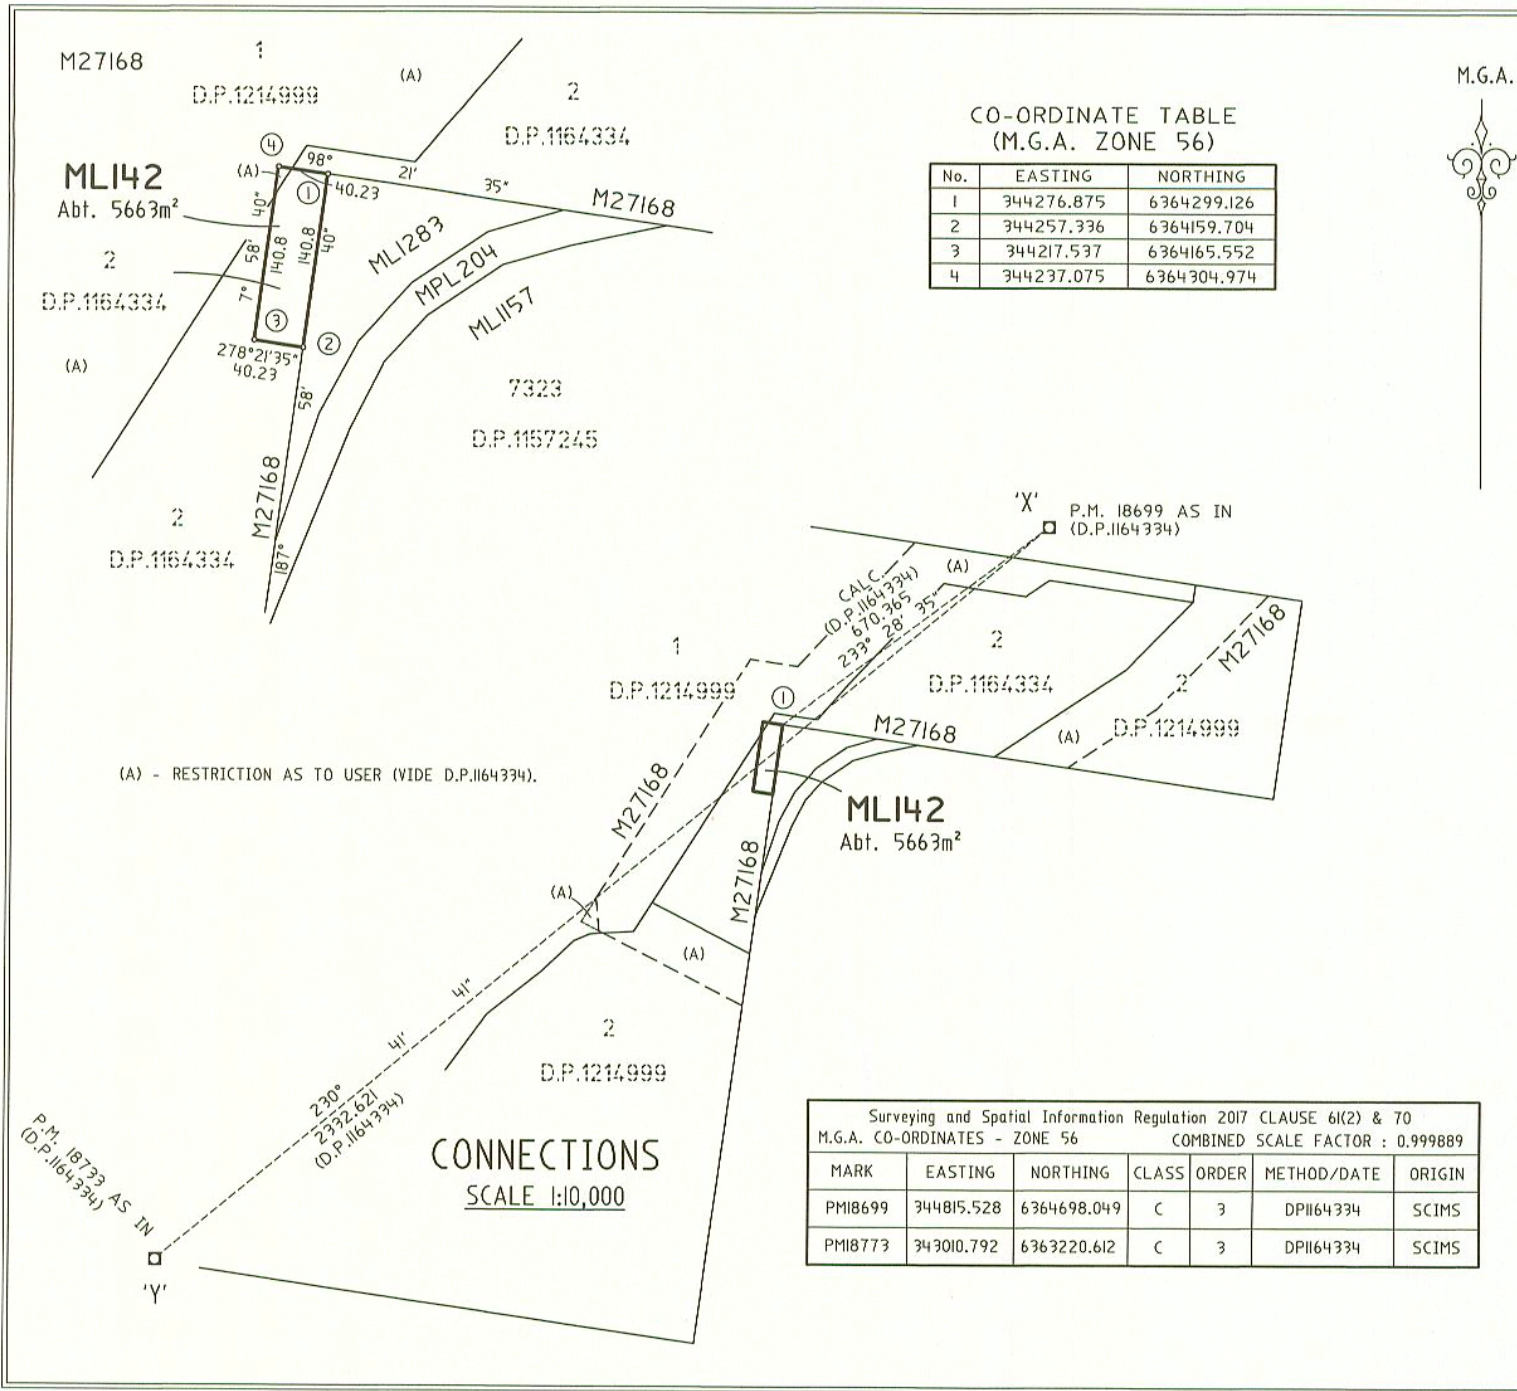 M27168
1
D.P.1214999
(A)
2
D.P.1164334
ML142
Abt. 5663m²
4
(A)
98°
21'
35"
40.23
1
M27168
40"
58'
7°
140.8
140.8
40"
2
D.P.1164334
(A)
3
2
278°21'35"
40.23
58'
M27168
187°
ML1283
MPL204
ML1157
7323
D.P.1157245
2
D.P.1164334
CO-ORDINATE TABLE
(M.G.A. ZONE 56)
No. EASTING NORTHING
1 344276.875 6364299.126
2 344257.336 6364159.704
3 344217.537 6364165.552
4 344237.075 6364304.974
M.G.A.
'X'
P.M. 18699 AS IN
(D.P.1164334)
CALC.
(D.P.1164334)
670.365
233° 28' 35"
(A)
2
D.P.1164334
M27168
2
D.P.1214999
(A)
1
D.P.1214999
1
M27168
M27168
ML142
Abt. 5663m²
M27168
(A)
(A)
(A) - RESTRICTION AS TO USER (VIDE D.P.1164334).
2
D.P.1214999
230°
41'
41"
2332.621
(D.P.1164334)
P.M. 18733 AS IN
(D.P.1164334)
'Y'
CONNECTIONS
SCALE 1:10,000
Surveying and Spatial Information Regulation 2017 CLAUSE 61(2) & 70
M.G.A. CO-ORDINATES - ZONE 56 COMBINED SCALE FACTOR : 0.999889
MARK EASTING NORTHING CLASS ORDER METHOD/DATE ORIGIN
PM18699 344815.528 6364698.049 C 3 DP1164334 SCIMS
PM18773 343010.792 6363220.612 C 3 DP1164334 SCIMS